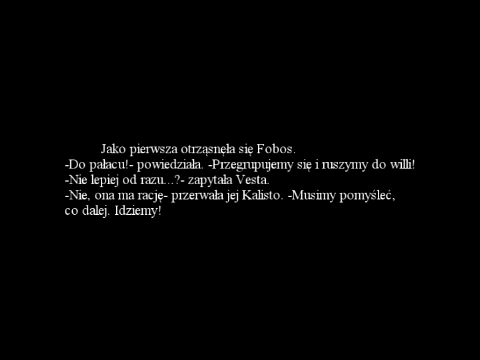 Jako pierwsza otrząsnęła się Fobos.
-Do pałacu!- powiedziała. -Przegrupujemy się i ruszymy do willi!
-Nie lepiej od razu...?- zapytała Vesta.
-Nie, ona ma rację- przerwała jej Kalisto. -Musimy pomyśleć,
co dalej. Idziemy!